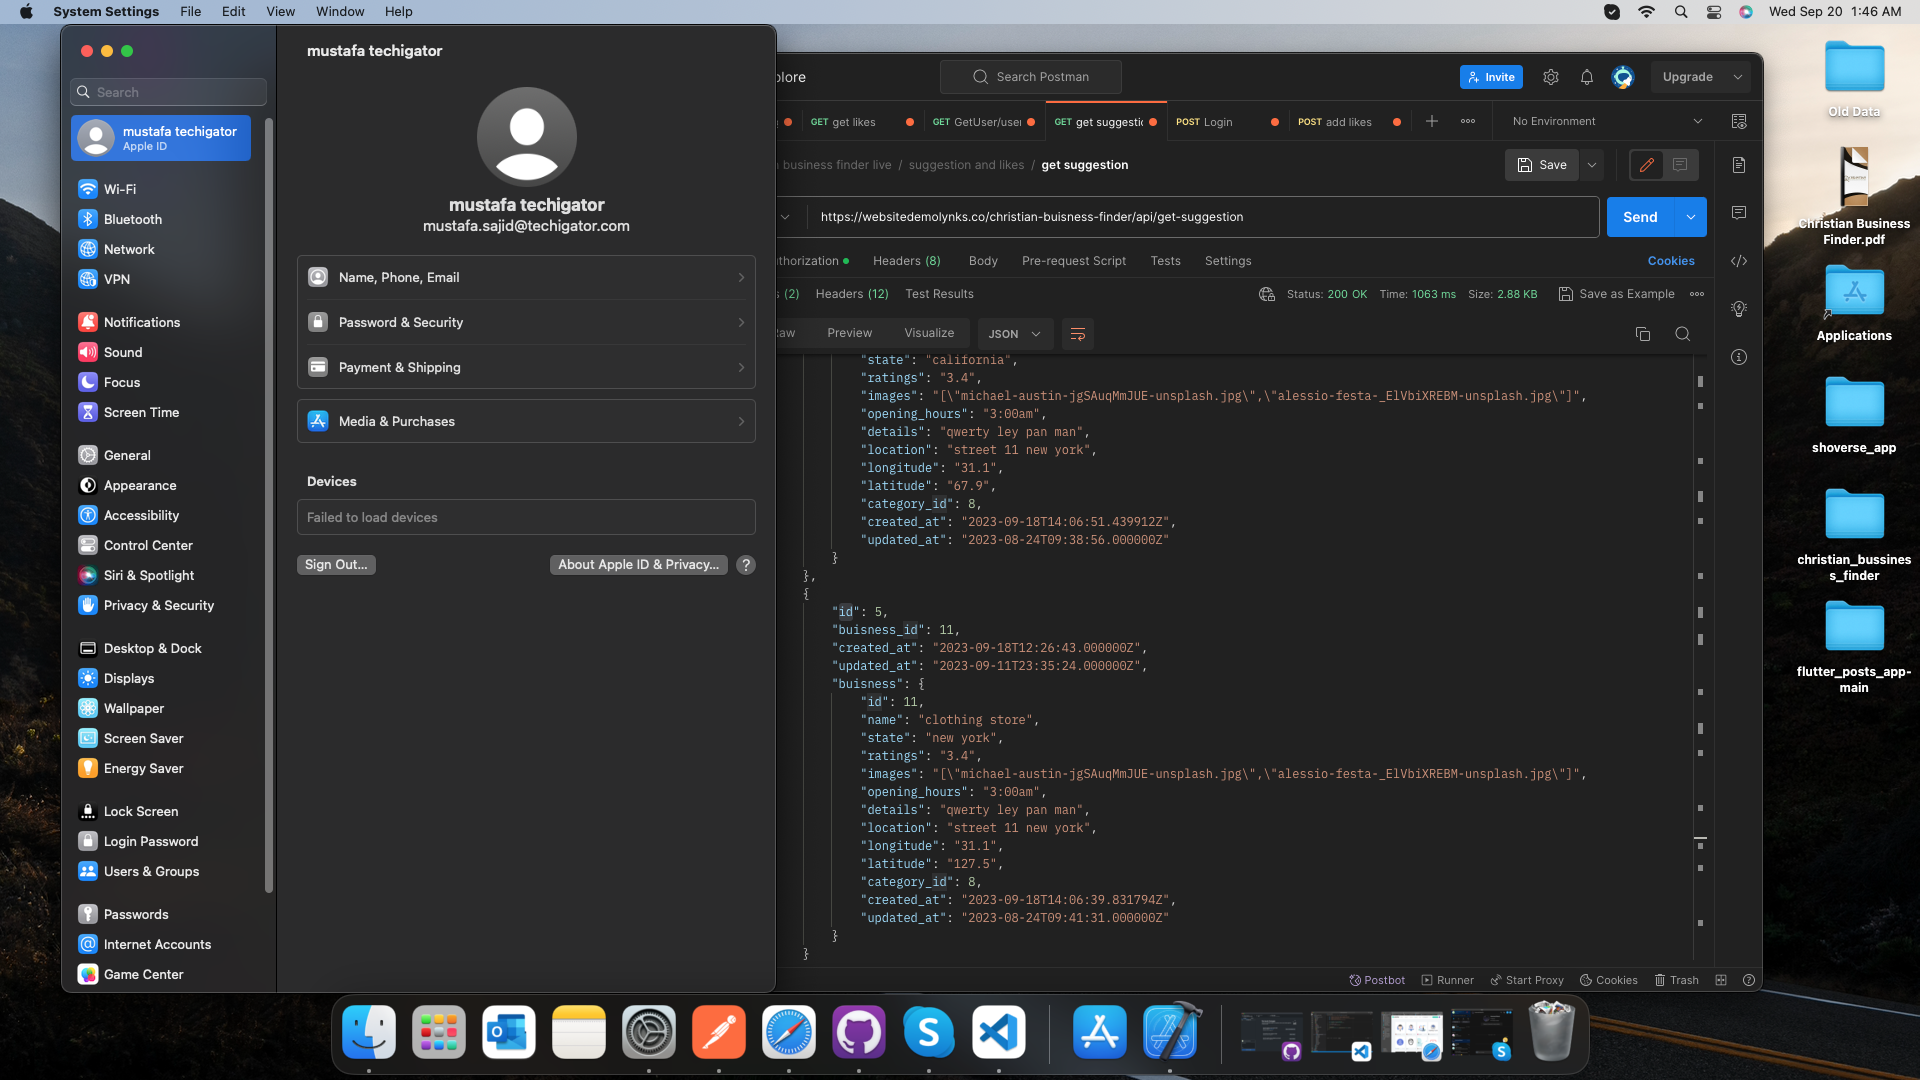 System Settings File Edit View Window Help
Wed Sep 20 1:46 AM
Search
mustafa techigator
Apple ID
Wi-Fi
Bluetooth
Network
VPN
Notifications
Sound
Focus
Screen Time
General
Appearance
Accessibility
Control Center
Siri & Spotlight
Privacy & Security
Desktop & Dock
Displays
Wallpaper
Screen Saver
Energy Saver
Lock Screen
Login Password
Users & Groups
Passwords
Internet Accounts
Game Center
mustafa techigator
mustafa techigator
mustafa.sajid@techigator.com
Name, Phone, Email
Password & Security
Payment & Shipping
Media & Purchases
Devices
Failed to load devices
Sign Out...
About Apple ID & Privacy...
?
plore
Search Postman
Invite
Upgrade
GET get likes
GET GetUser/user
GET get suggestic
POST Login
POST add likes
No Environment
business finder live / suggestion and likes / get suggestion
Save
https://websitedemolynks.co/christian-buisness-finder/api/get-suggestion
Send
thorization Headers (8) Body Pre-request Script Tests Settings
Cookies
s (2) Headers (12) Test Results
Status: 200 OK Time: 1063 ms Size: 2.88 KB
Save as Example
aw Preview Visualize JSON
"state": "california",
"ratings": "3.4",
"images": "[\"michael-austin-jgSAuqMmJUE-unsplash.jpg\",\"alessio-festa-_ElVbiXREBM-unsplash.jpg\"]",
"opening_hours": "3:00am",
"details": "qwerty ley pan man",
"location": "street 11 new york",
"longitude": "31.1",
"latitude": "67.9",
"category_id": 8,
"created_at": "2023-09-18T14:06:51.439912Z",
"updated_at": "2023-08-24T09:38:56.000000Z"
}
},
{
"id": 5,
"buisness_id": 11,
"created_at": "2023-09-18T12:26:43.000000Z",
"updated_at": "2023-09-11T23:35:24.000000Z",
"buisness": {
"id": 11,
"name": "clothing store",
"state": "new york",
"ratings": "3.4",
"images": "[\"michael-austin-jgSAuqMmJUE-unsplash.jpg\",\"alessio-festa-_ElVbiXREBM-unsplash.jpg\"]",
"opening_hours": "3:00am",
"details": "qwerty ley pan man",
"location": "street 11 new york",
"longitude": "31.1",
"latitude": "127.5",
"category_id": 8,
"created_at": "2023-09-18T14:06:39.831794Z",
"updated_at": "2023-08-24T09:41:31.000000Z"
}
}
Postbot Runner Start Proxy Cookies Trash
Old Data
Christian Business
Finder.pdf
Applications
shoverse_app
christian_bussines
s_finder
flutter_posts_app-
main